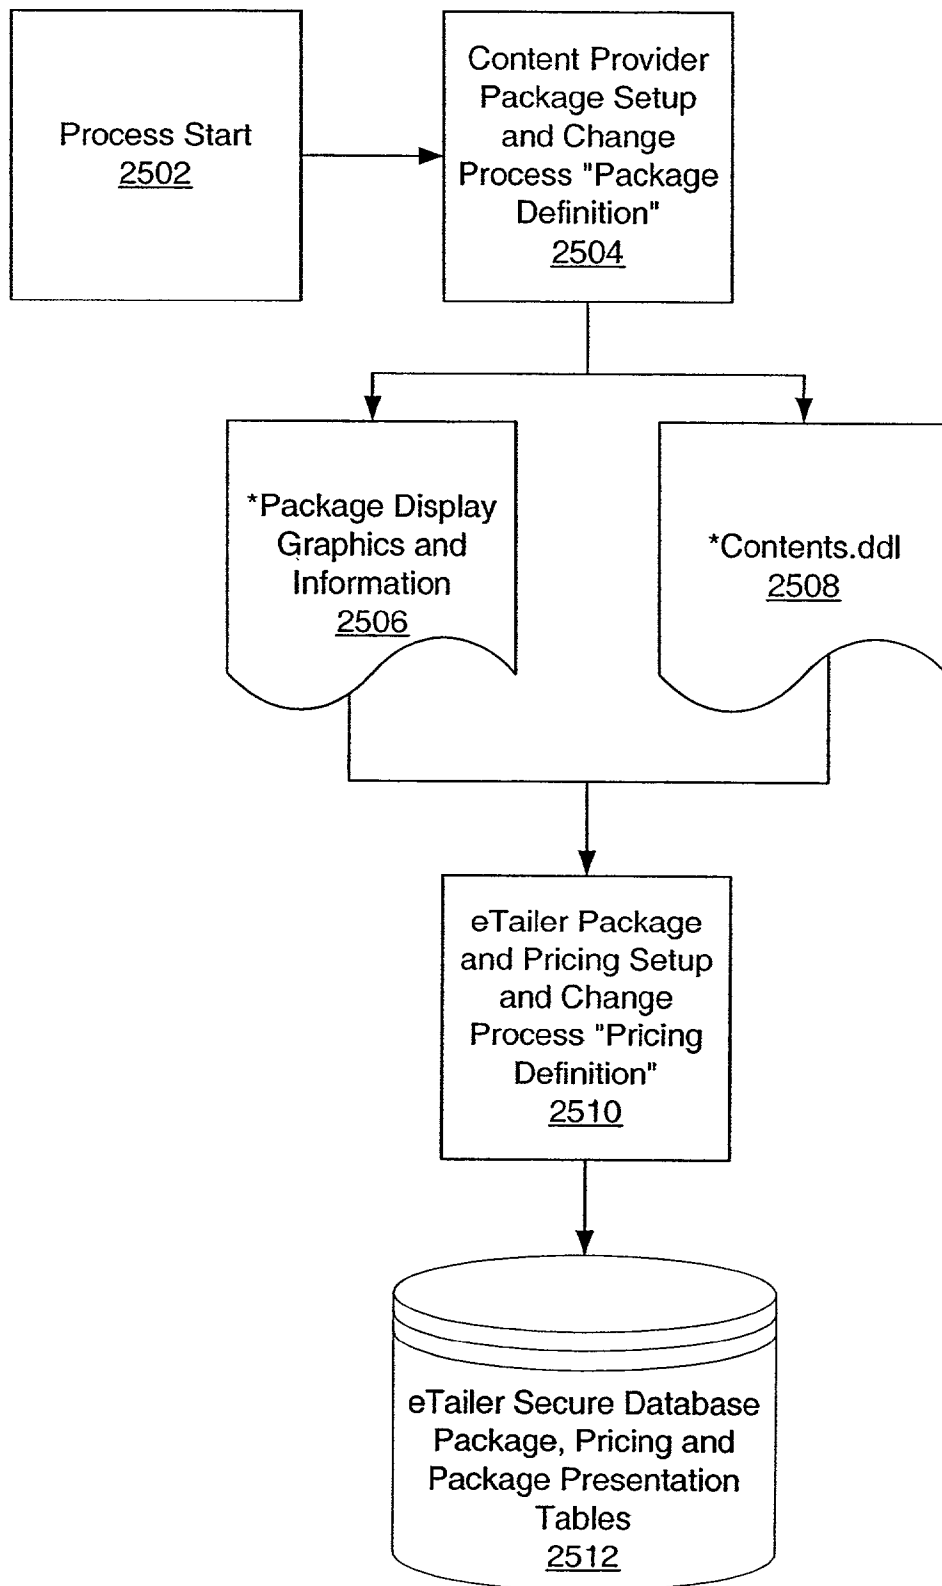 Process Start
2502
Content Provider
Package Setup
and Change
Process "Package
Definition"
2504
*Package Display
Graphics and
Information
2506
*Contents.ddl
2508
eTailer Package
and Pricing Setup
and Change
Process "Pricing
Definition"
2510
eTailer Secure Database
Package, Pricing and
Package Presentation
Tables
2512